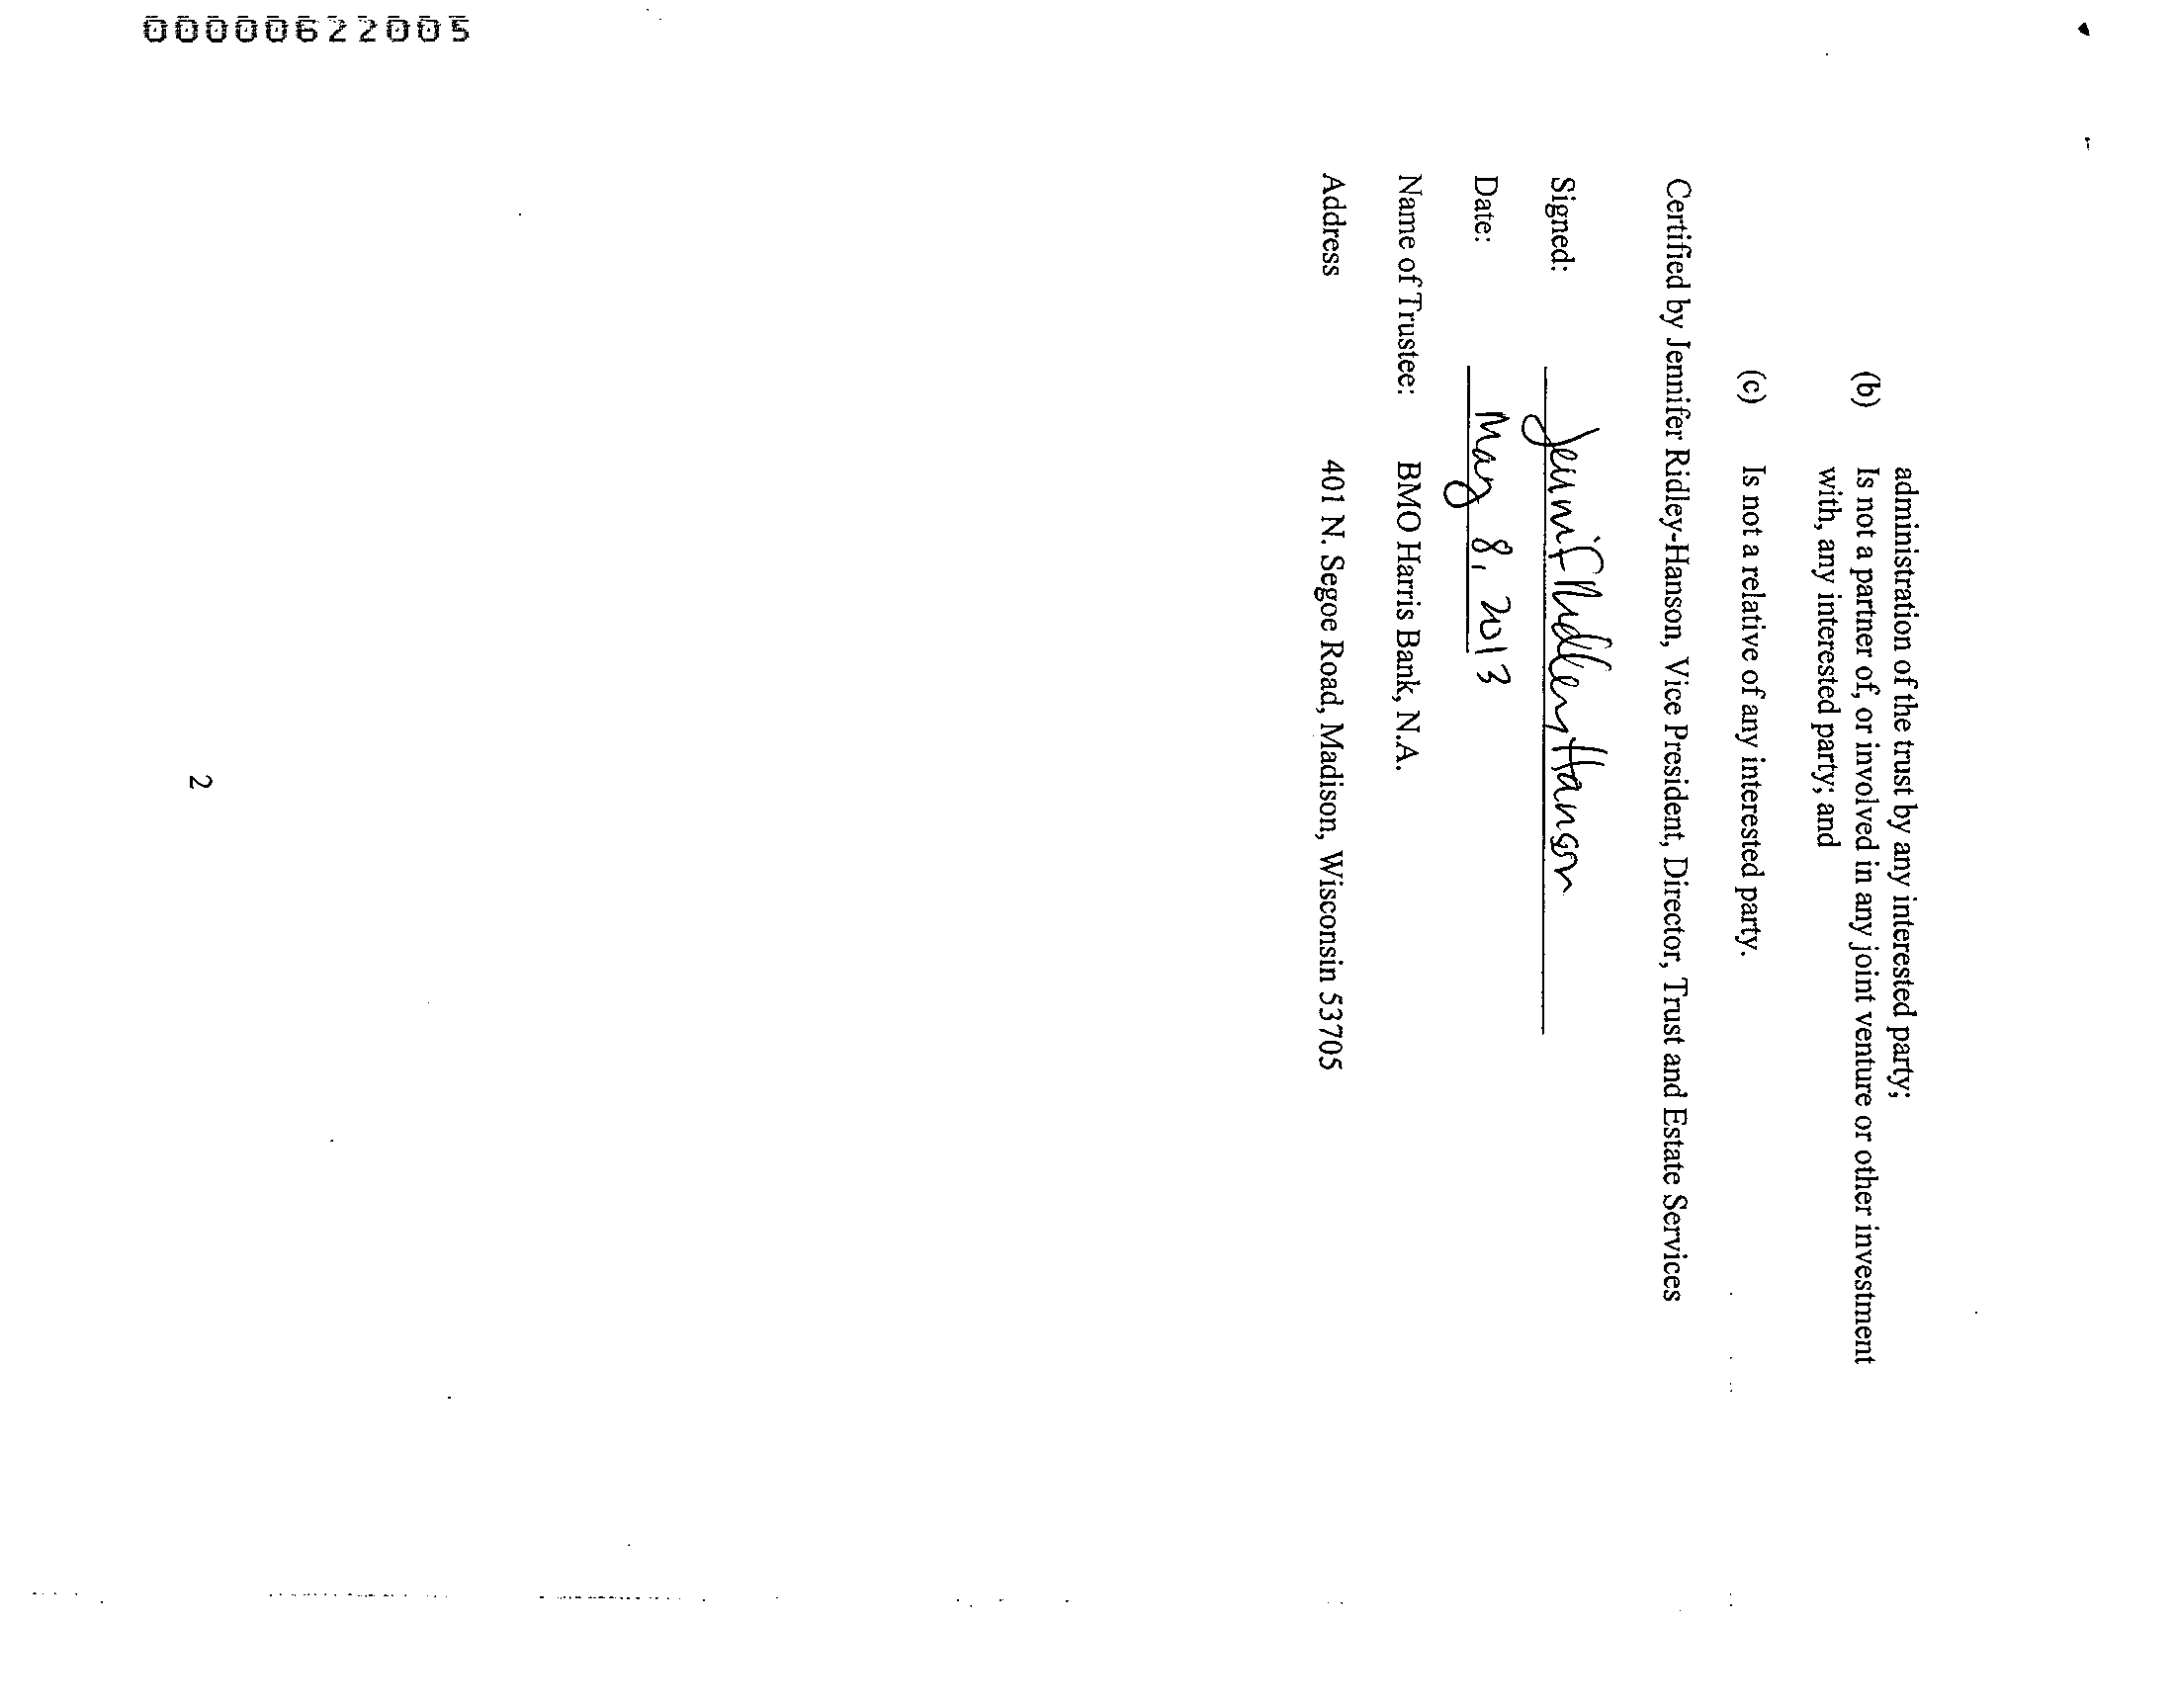 administration of the trust by any interested party;
(b) Is not a partner of, or involved in any joint venture or other investment
with, any interested party; and
(c) Is not a relative of any interested party.
Certified by Jennifer Ridley-Hanson, Vice President, Director, Trust and Estate Services
Signed: Jennif Ridley Hanson
Date: May 8, 2013
Name of Trustee: BMO Harris Bank, N.A.
Address 401 N. Segoe Road, Madison, Wisconsin 53705
2
00000622005